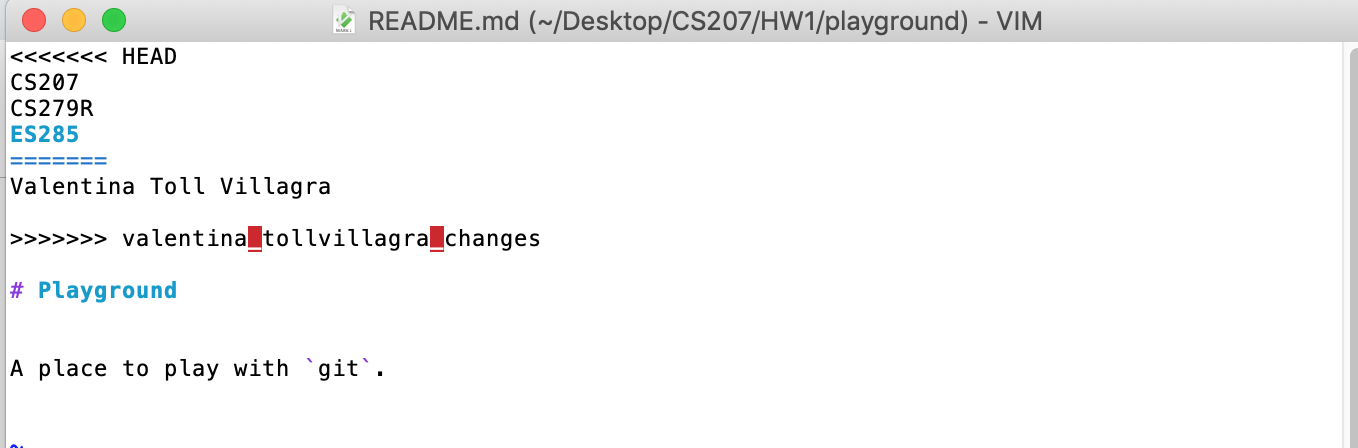 README.md (~/Desktop/CS207/HW1/playground) - VIM
<<<<<<< HEAD
CS207
CS279R
ES285
=======
Valentina Toll Villagra
>>>>>>> valentina_tollvillagra_changes
# Playground
A place to play with `git`.